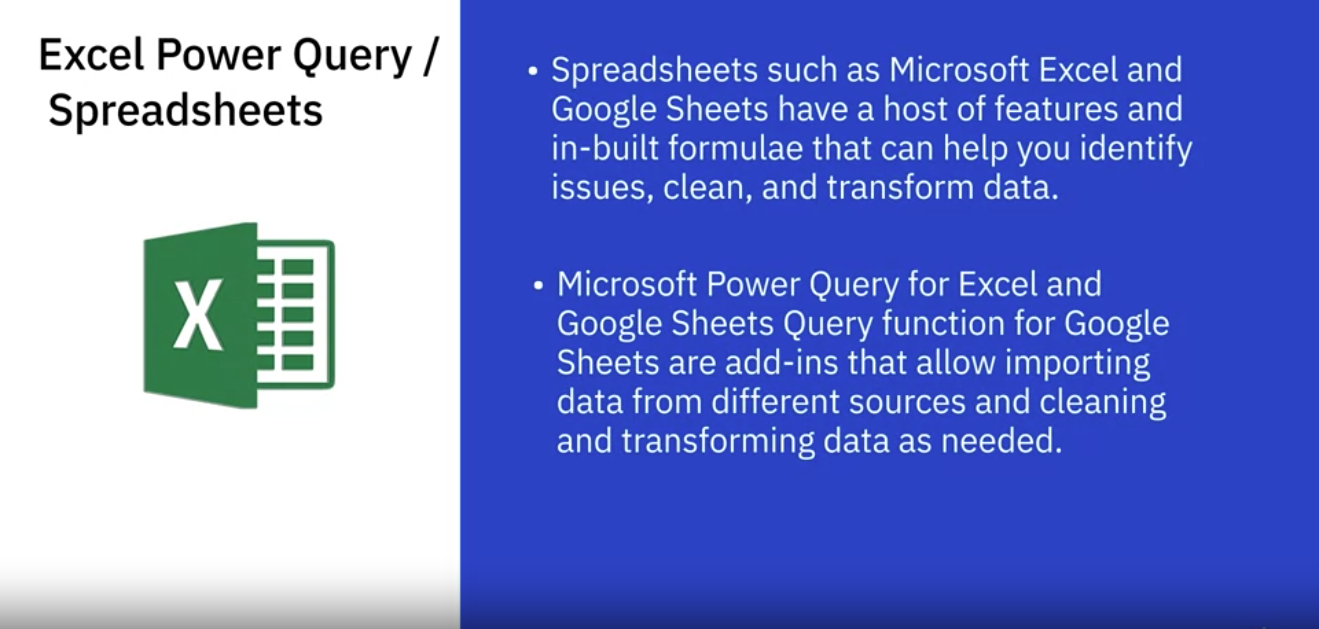 Excel Power Query /
Spreadsheets
X
• Spreadsheets such as Microsoft Excel and
Google Sheets have a host of features and
in-built formulae that can help you identify
issues, clean, and transform data.
• Microsoft Power Query for Excel and
Google Sheets Query function for Google
Sheets are add-ins that allow importing
data from different sources and cleaning
and transforming data as needed.